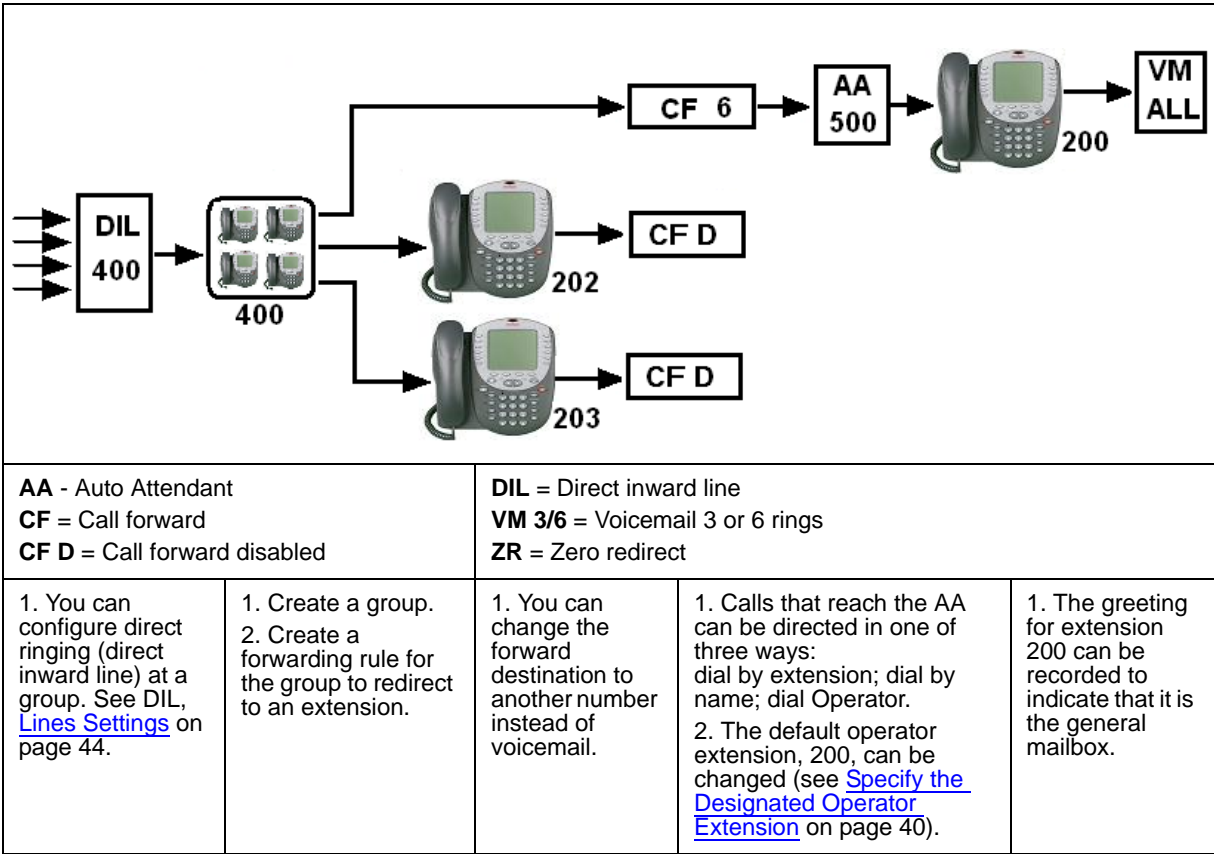 CF 6
AA
500
200
VM
ALL
DIL
400
400
202
CF D
203
CF D
AA - Auto Attendant
CF = Call forward
CF D = Call forward disabled
DIL = Direct inward line
VM 3/6 = Voicemail 3 or 6 rings
ZR = Zero redirect
1. You can
configure direct
ringing (direct
inward line) at a
group. See DIL,
Lines Settings on
page 44.
1. Create a group.
2. Create a
forwarding rule for
the group to redirect
to an extension.
1. You can
change the
forward
destination to
another number
instead of
voicemail.
1. Calls that reach the AA
can be directed in one of
three ways:
dial by extension; dial by
name; dial Operator.
2. The default operator
extension, 200, can be
changed (see Specify the
Designated Operator
Extension on page 40).
1. The greeting
for extension
200 can be
recorded to
indicate that it is
the general
mailbox.